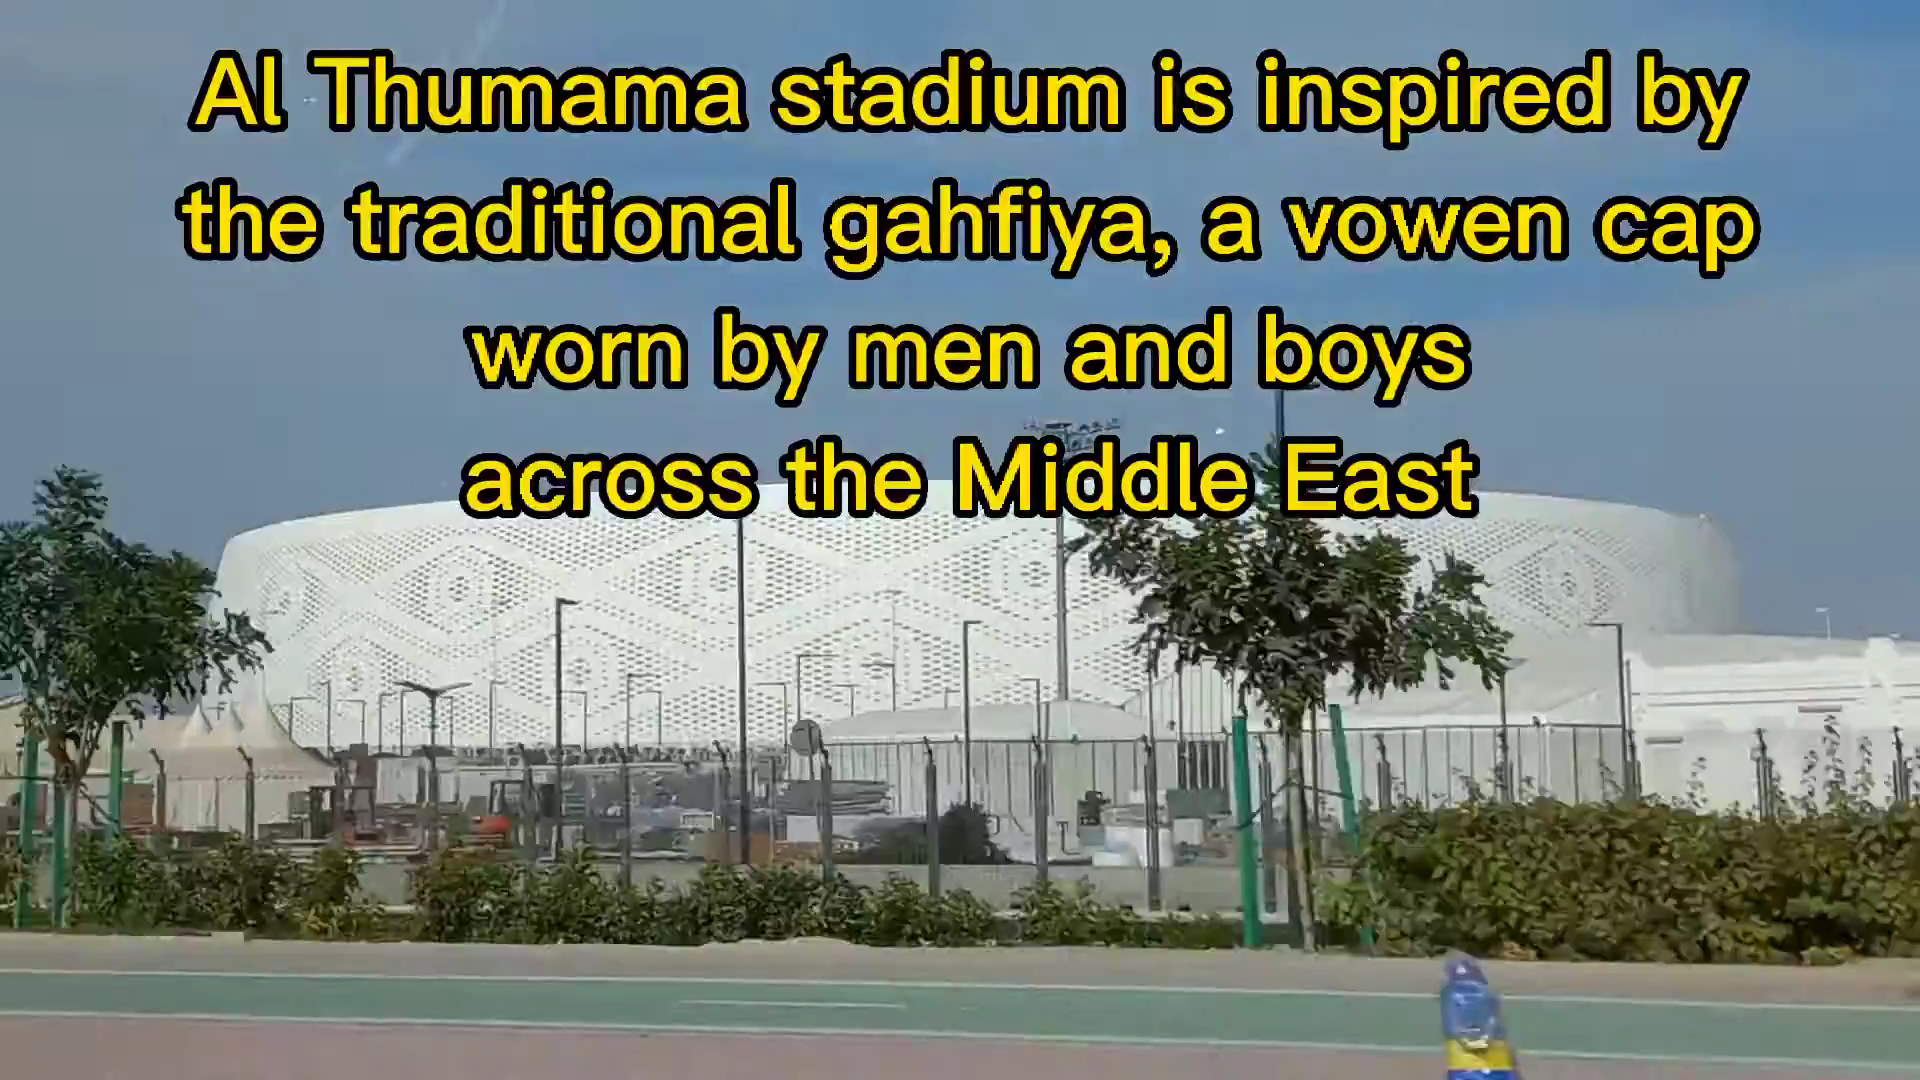 Al Thumama stadium is inspired by
the traditional gahfiya, a vowen cap
worn by men and boys
across the Middle East